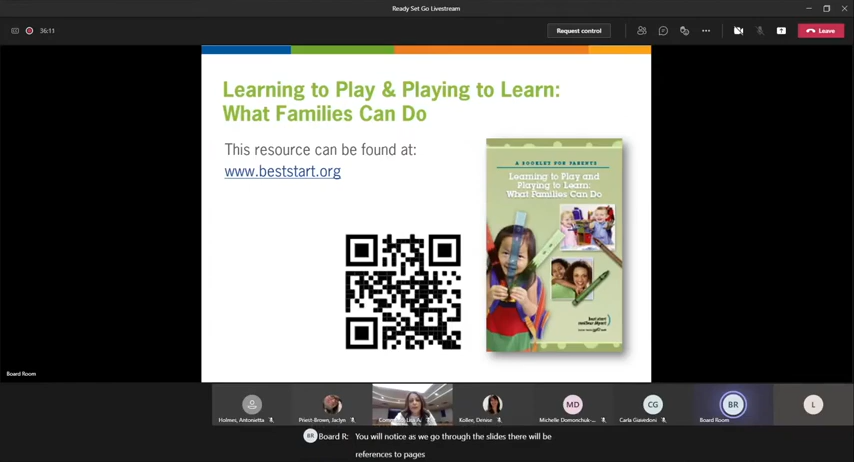 Ready Set Go Livestream
36:11
Request control
Leave
Learning to Play & Playing to Learn:
What Families Can Do
This resource can be found at:
www.beststart.org
A BOOKLET FOR PARENTS
Learning to Play and
Playing to Learn:
What Families Can Do
best start
meilleur départ
Board Room
MD
CG
BR
L
Holmes, Antonietta
Priest-Brown, Jaclyn
Kollee, Denise
Michelle Domonchuk-...
Carla Giavedoni
Board Room
BR
Board R: You will notice as we go through the slides there will be
references to pages